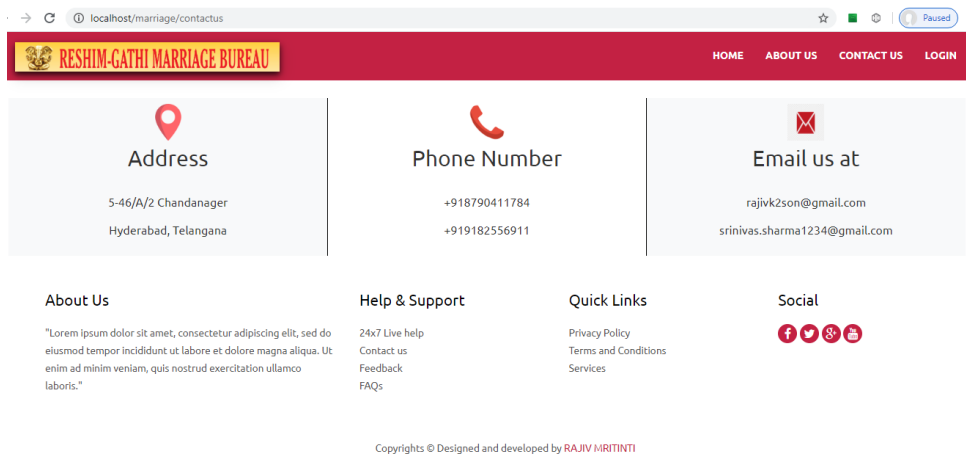 localhost/marriage/contactus
Paused
RESHIM-GATHI MARRIAGE BUREAU
HOME ABOUT US CONTACT US LOGIN
Address
5-46/A/2 Chandanager
Hyderabad, Telangana
Phone Number
+918790411784
+919182556911
Email us at
rajivk2son@gmail.com
srinivas.sharma1234@gmail.com
About Us
"Lorem ipsum dolor sit amet, consectetur adipiscing elit, sed do
eiusmod tempor incididunt ut labore et dolore magna aliqua. Ut
enim ad minim veniam, quis nostrud exercitation ullamco
laboris."
Help & Support
24x7 Live help
Contact us
Feedback
FAQs
Quick Links
Privacy Policy
Terms and Conditions
Services
Social
Copyrights © Designed and developed by RAJIV MRITINTI